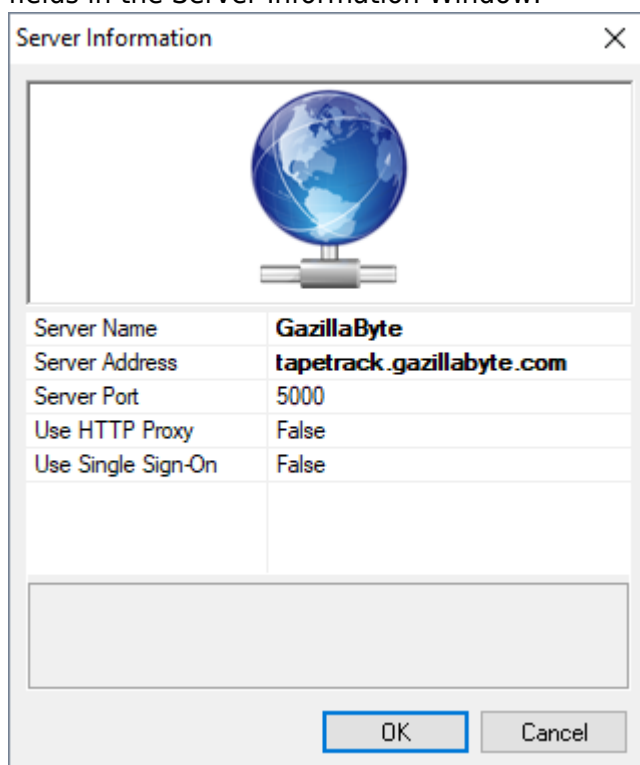 fields in the Server Information Window.
Server Information
Server Name GazillaByte
Server Address tapetrack.gazillabyte.com
Server Port 5000
Use HTTP Proxy False
Use Single Sign-On False
OK Cancel